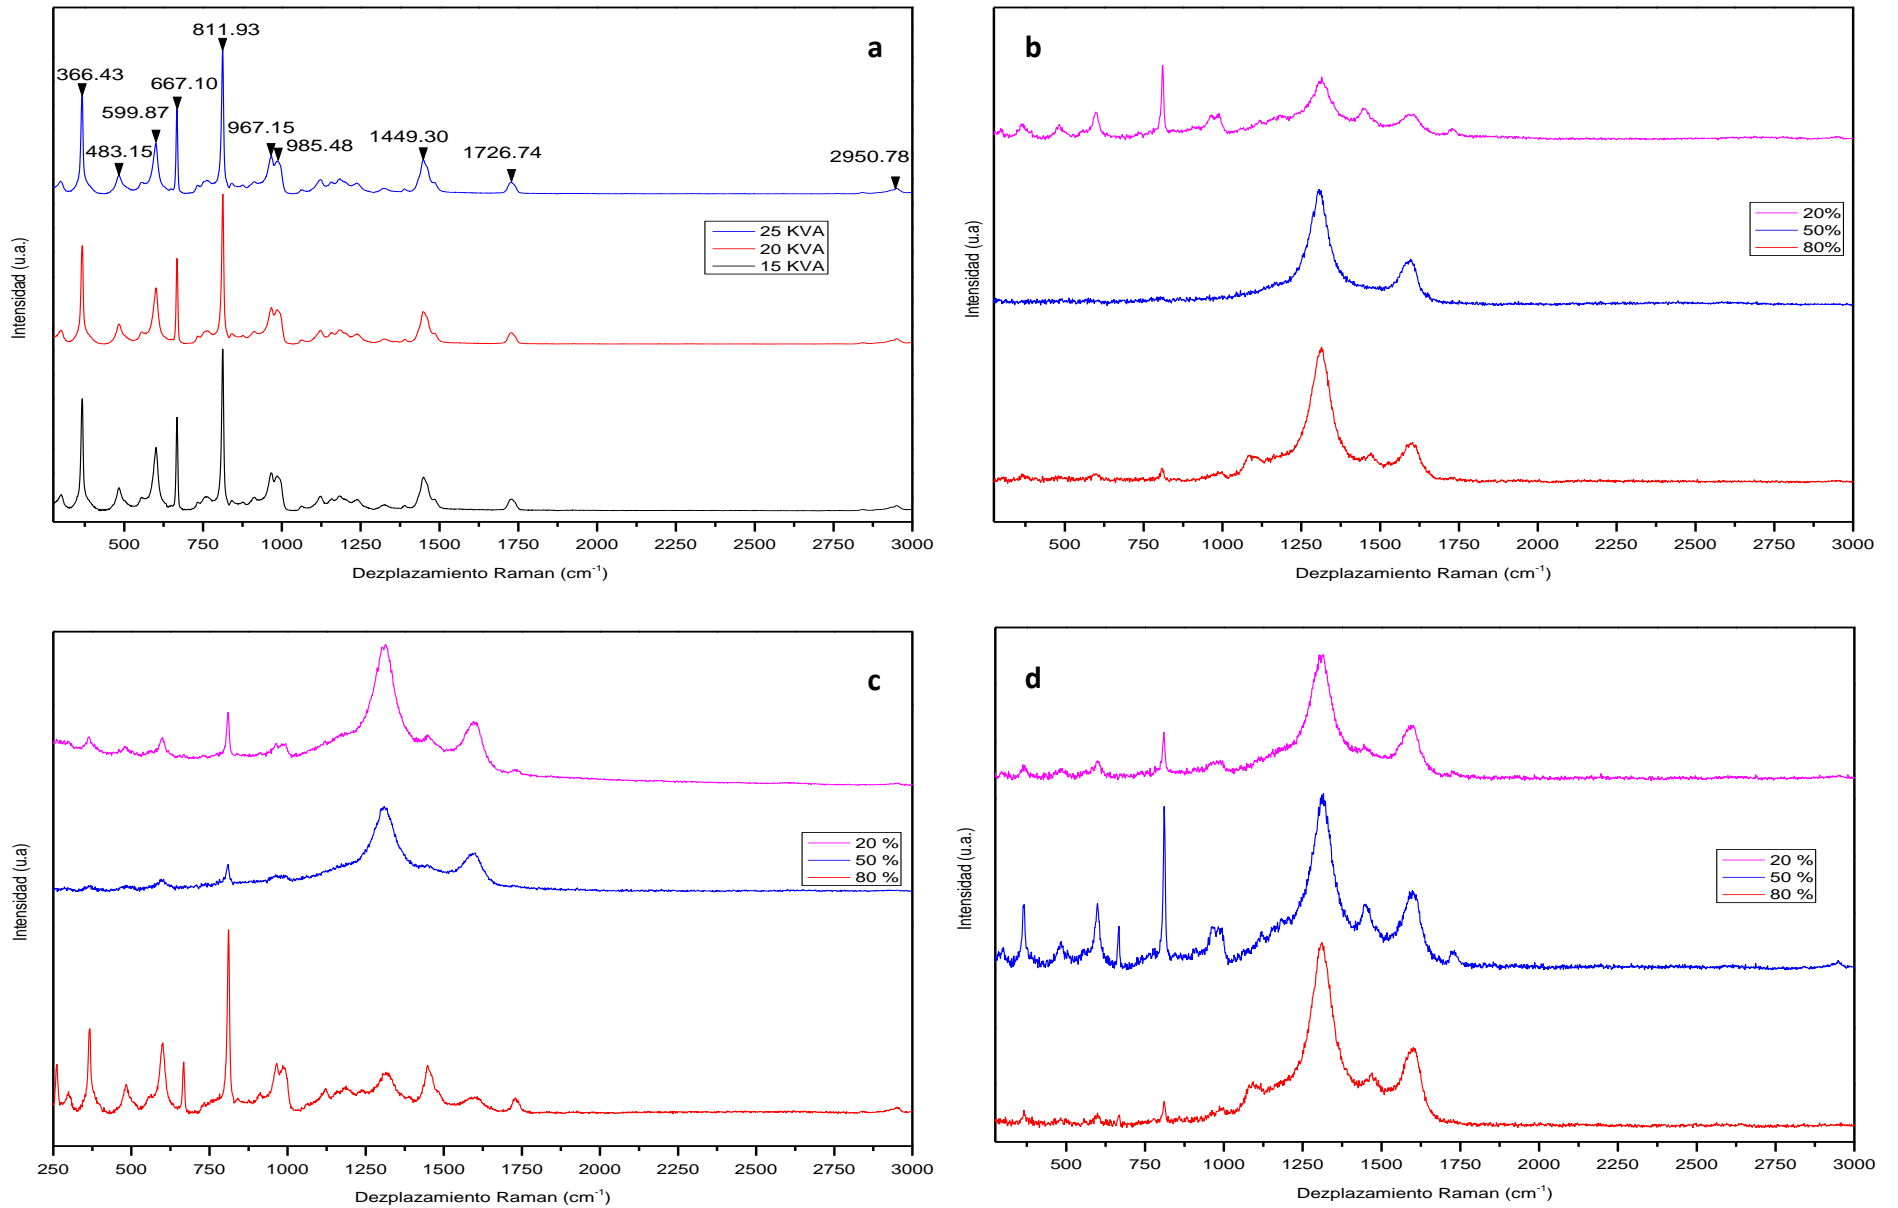 a
811.93
366.43
667.10
599.87
967.15
483.15
985.48
1449.30
1726.74
2950.78
25 KVA
20 KVA
15 KVA
Intensidad (u.a.)
500 750 1000 1250 1500 1750 2000 2250 2500 2750 3000
Dezplazamiento Raman (cm⁻¹)
b
20%
50%
80%
Intensidad (u.a)
500 750 1000 1250 1500 1750 2000 2250 2500 2750 3000
Dezplazamiento Raman (cm⁻¹)
c
20 %
50 %
80 %
Intensidad (u.a)
250 500 750 1000 1250 1500 1750 2000 2250 2500 2750 3000
Dezplazamiento Raman (cm⁻¹)
d
20 %
50 %
80 %
Intensidad (u.a.)
500 750 1000 1250 1500 1750 2000 2250 2500 2750 3000
Dezplazamiento Raman (cm⁻¹)